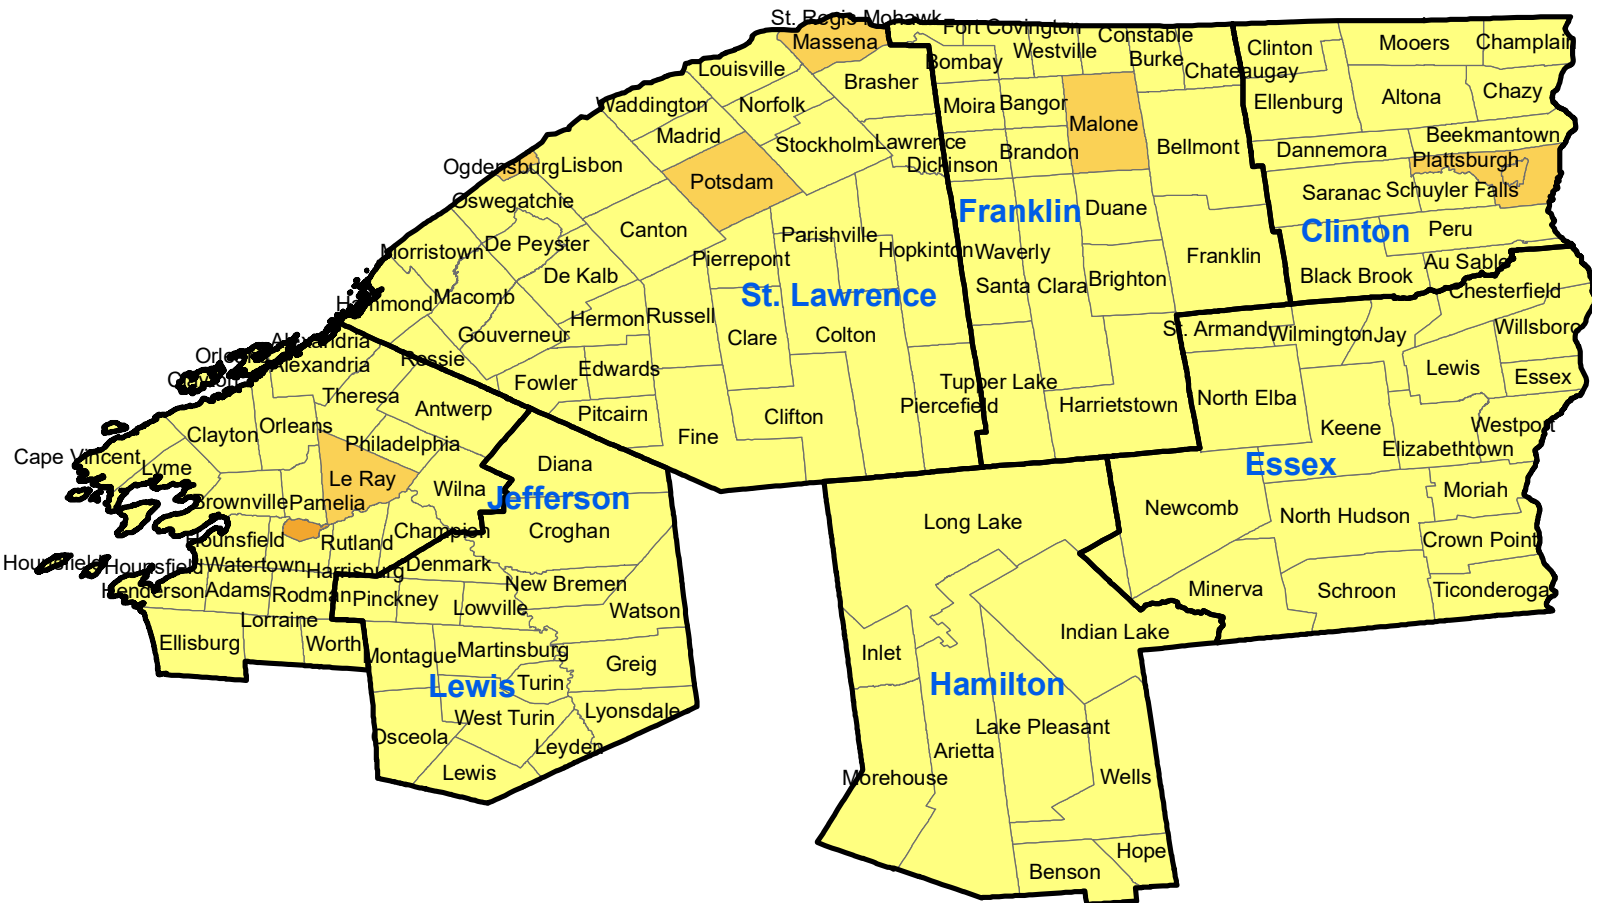 St. Regis Mohawk
Massena
Fort Covington
Constable
Westville
Burke
Bombay
Chateaugay
Clinton
Mooers
Champlain
Louisville
Brasher
Waddington
Norfolk
Moira
Bangor
Malone
Ellenburg
Altona
Chazy
Madrid
Stockholm
Lawrence
Dickinson
Brandon
Bellmont
Dannemora
Beekmantown
Plattsburgh
Ogdensburg
Lisbon
Potsdam
Saranac
Schuyler Falls
Oswegatchie
Franklin
Duane
Clinton
Peru
Canton
Parishville
Morristown
De Peyster
Pierrepont
Hopkinton
Waverly
Franklin
De Kalb
Santa Clara
Brighton
Black Brook
Au Sable
Hammond
Macomb
St. Lawrence
Chesterfield
Hermon
Russell
Gouverneur
Clare
Colton
St. Armand
Wilmington
Jay
Willsboro
Alexandria
Orleans
Alexandria
Rossie
Clayton
Edwards
Fowler
Lewis
Essex
Theresa
Tupper Lake
Antwerp
Pitcairn
Clifton
Piercefield
Harrietstown
North Elba
Clayton
Orleans
Philadelphia
Fine
Keene
Westport
Elizabethtown
Cape Vincent
Lyme
Le Ray
Diana
Essex
Wilna
Jefferson
Moriah
Brownville
Pamelia
Newcomb
North Hudson
Long Lake
Hounsfield
Rutland
Champion
Croghan
Crown Point
Hounsfield
Hounsfield
Watertown
Harrisburg
Denmark
Henderson
Adams
Rodman
Pinckney
New Bremen
Lowville
Watson
Minerva
Schroon
Ticonderoga
Lorraine
Ellisburg
Worth
Indian Lake
Montague
Martinsburg
Greig
Inlet
Lewis
Turin
Hamilton
West Turin
Lyonsdale
Osceola
Leyden
Lake Pleasant
Arietta
Lewis
Morehouse
Wells
Benson
Hope